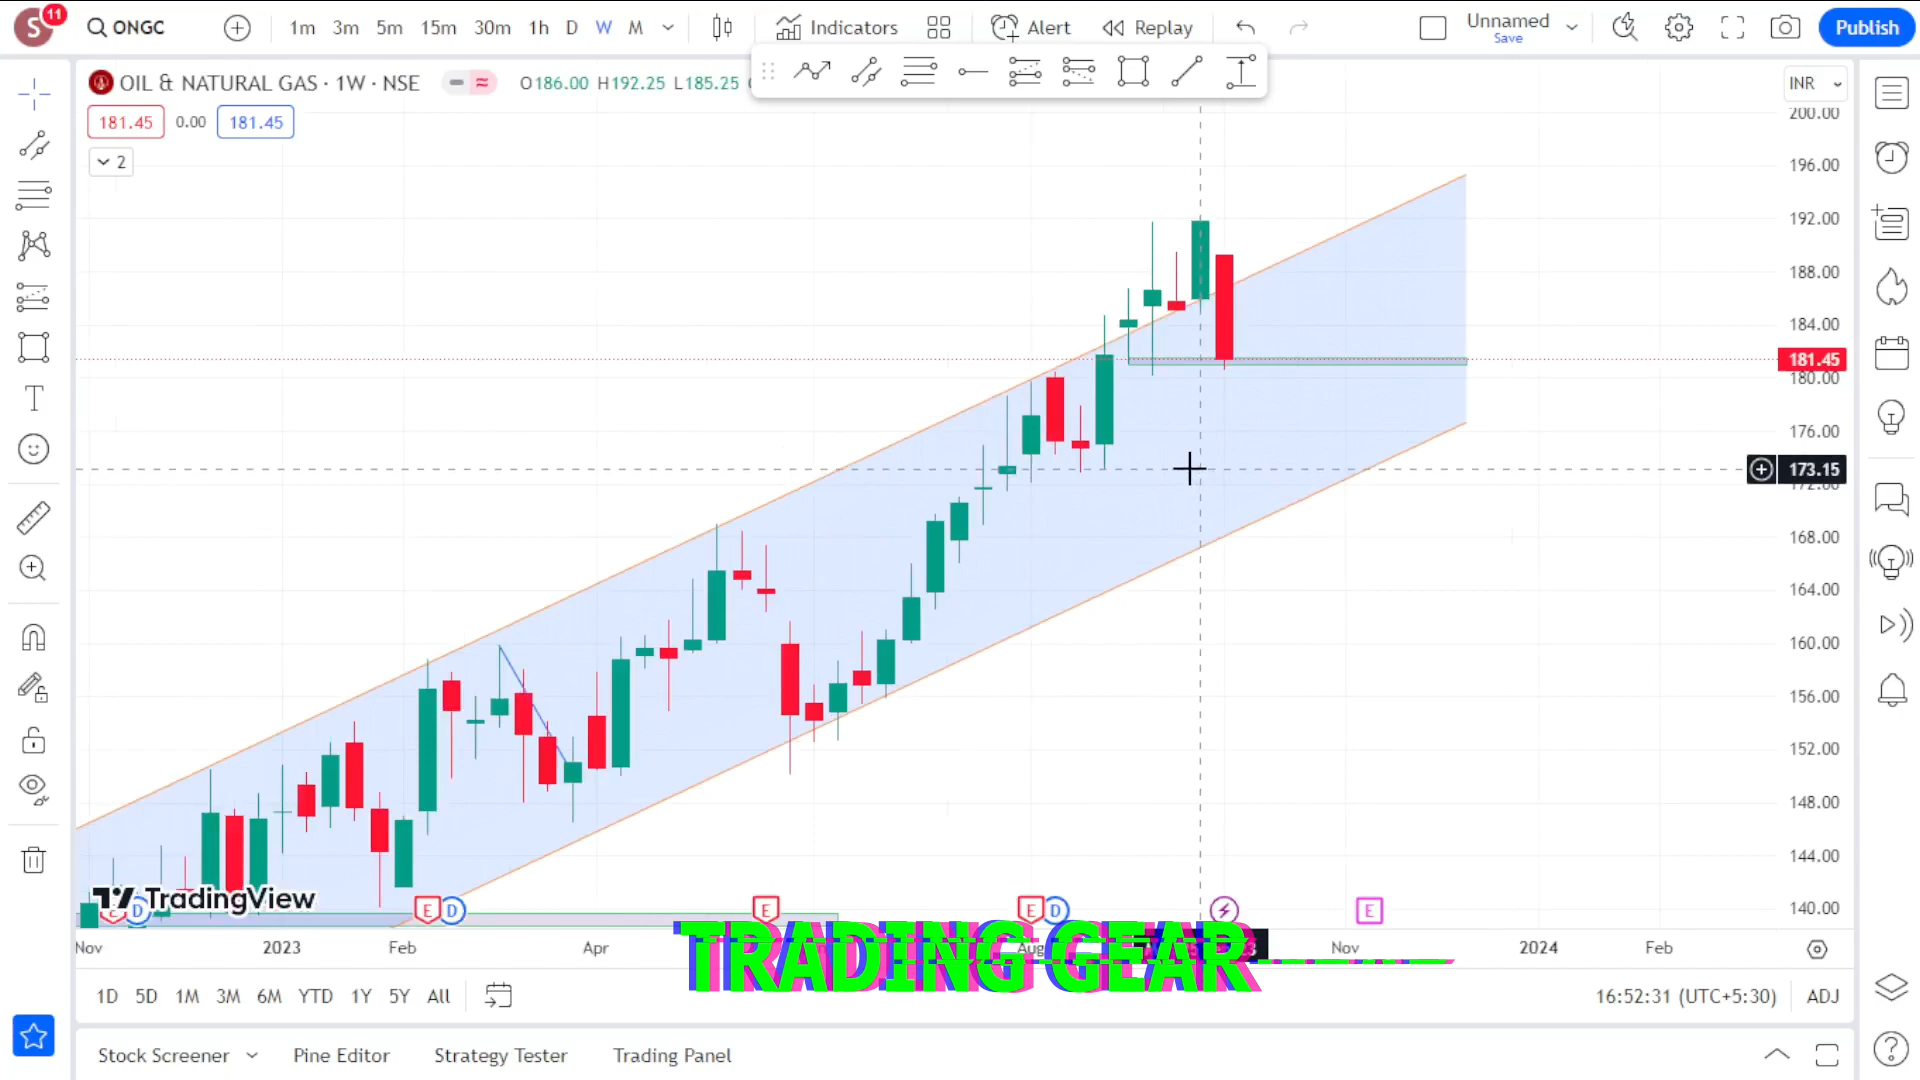 S 11 ONGC 1m 3m 5m 15m 30m 1h D W M Indicators Alert Replay Unnamed Save Publish
OIL & NATURAL GAS · 1W · NSE O186.00 H192.25 L185.25 INR
181.45 0.00 181.45
2
200.00
196.00
192.00
188.00
184.00
181.45
180.00
176.00
173.15
172.00
168.00
164.00
160.00
156.00
152.00
148.00
144.00
140.00
TradingView
E D E D E E D E
Nov 2023 Feb Apr Aug Nov 2024 Feb
TRADING GEAR
1D 5D 1M 3M 6M YTD 1Y 5Y All 16:52:31 (UTC+5:30) ADJ
Stock Screener Pine Editor Strategy Tester Trading Panel